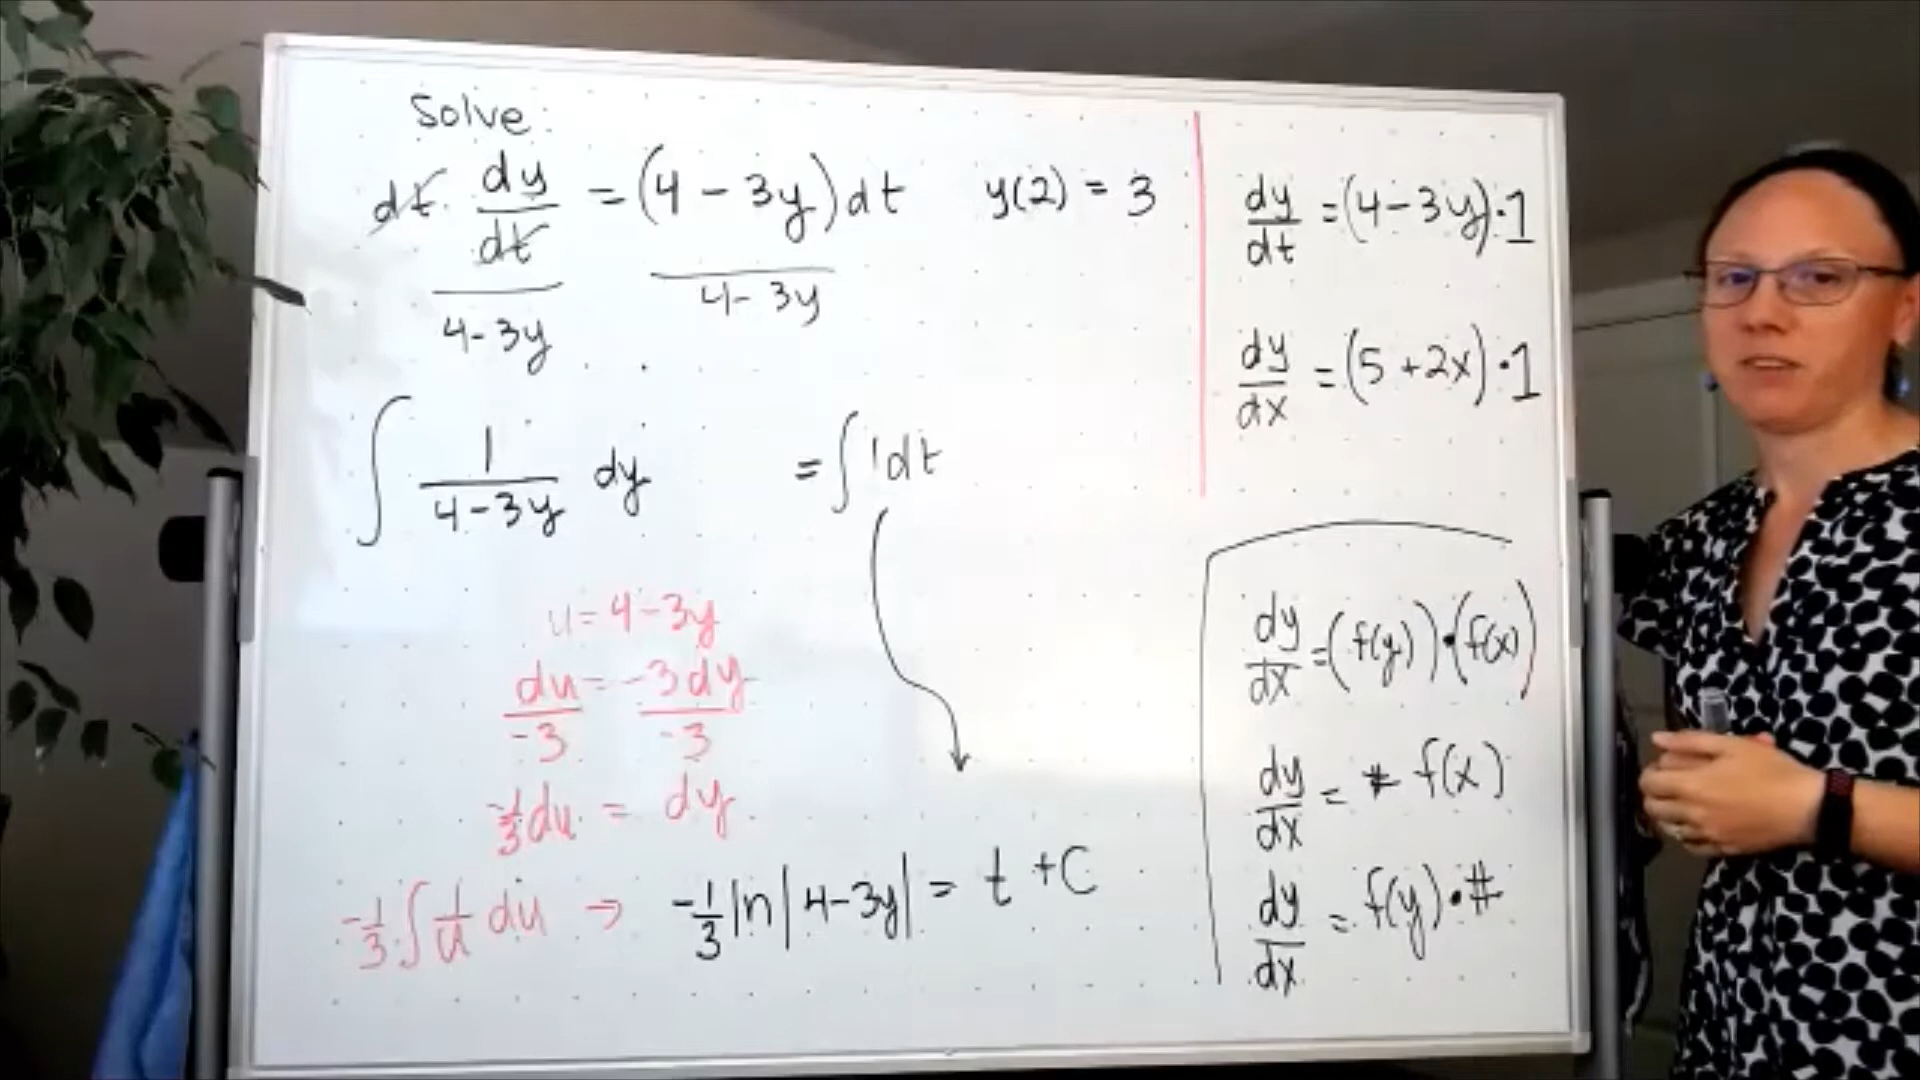 Solve:
dt · dy/dt = (4 - 3y) dt    y(2) = 3
4-3y    4-3y
∫ 1/(4-3y) dy = ∫ 1 dt
u = 4-3y
du = -3dy
-3    -3
-1/3 du = dy
-1/3 ∫ 1/u du → -1/3 ln|4-3y| = t + C
dy/dt = (4-3y)·1
dy/dx = (5+2x)·1
dy/dx = (f(y))·(f(x))
dy/dx = # f(x)
dy/dx = f(y)·#